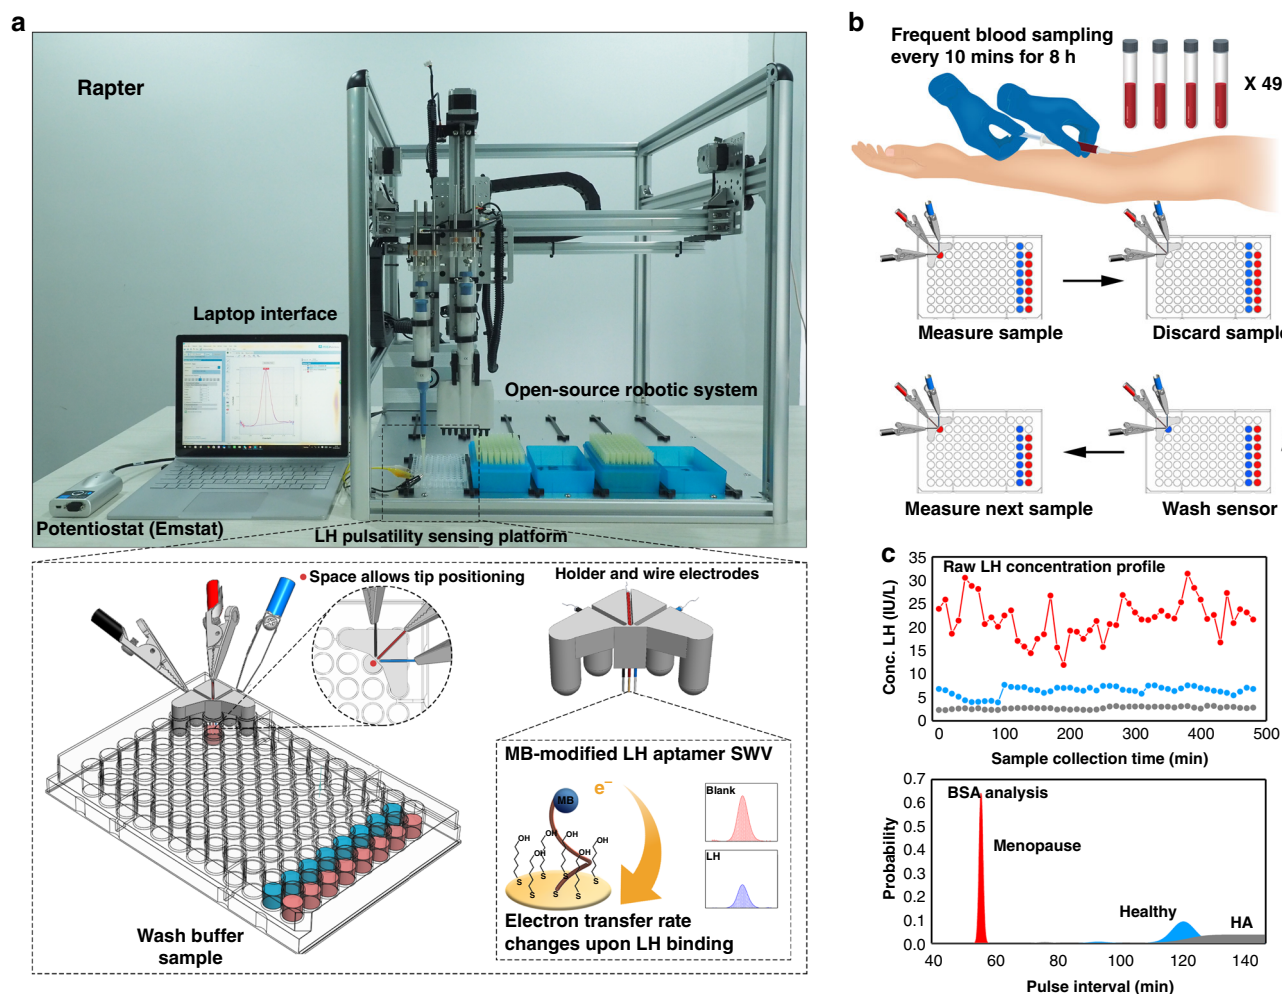 a
Rapter
Laptop interface
Open-source robotic system
Potentiostat (Emstat)
LH pulsatility sensing platform
Space allows tip positioning
Holder and wire electrodes
Wash buffer
sample
MB-modified LH aptamer SWV
MB
e⁻
OH
OH
OH
OH
OH
S
S
S
S
S
Blank
LH
Electron transfer rate
changes upon LH binding
b
Frequent blood sampling
every 10 mins for 8 h
X 49
Measure sample
Discard sample
Measure next sample
Wash sensor
c
Raw LH concentration profile
Conc. LH (IU/L)
35
30
25
20
15
10
5
0
0
100
200
300
400
500
Sample collection time (min)
BSA analysis
Menopause
Healthy
HA
Probability
0.7
0.6
0.5
0.4
0.3
0.2
0.1
0.0
40
60
80
100
120
140
Pulse interval (min)